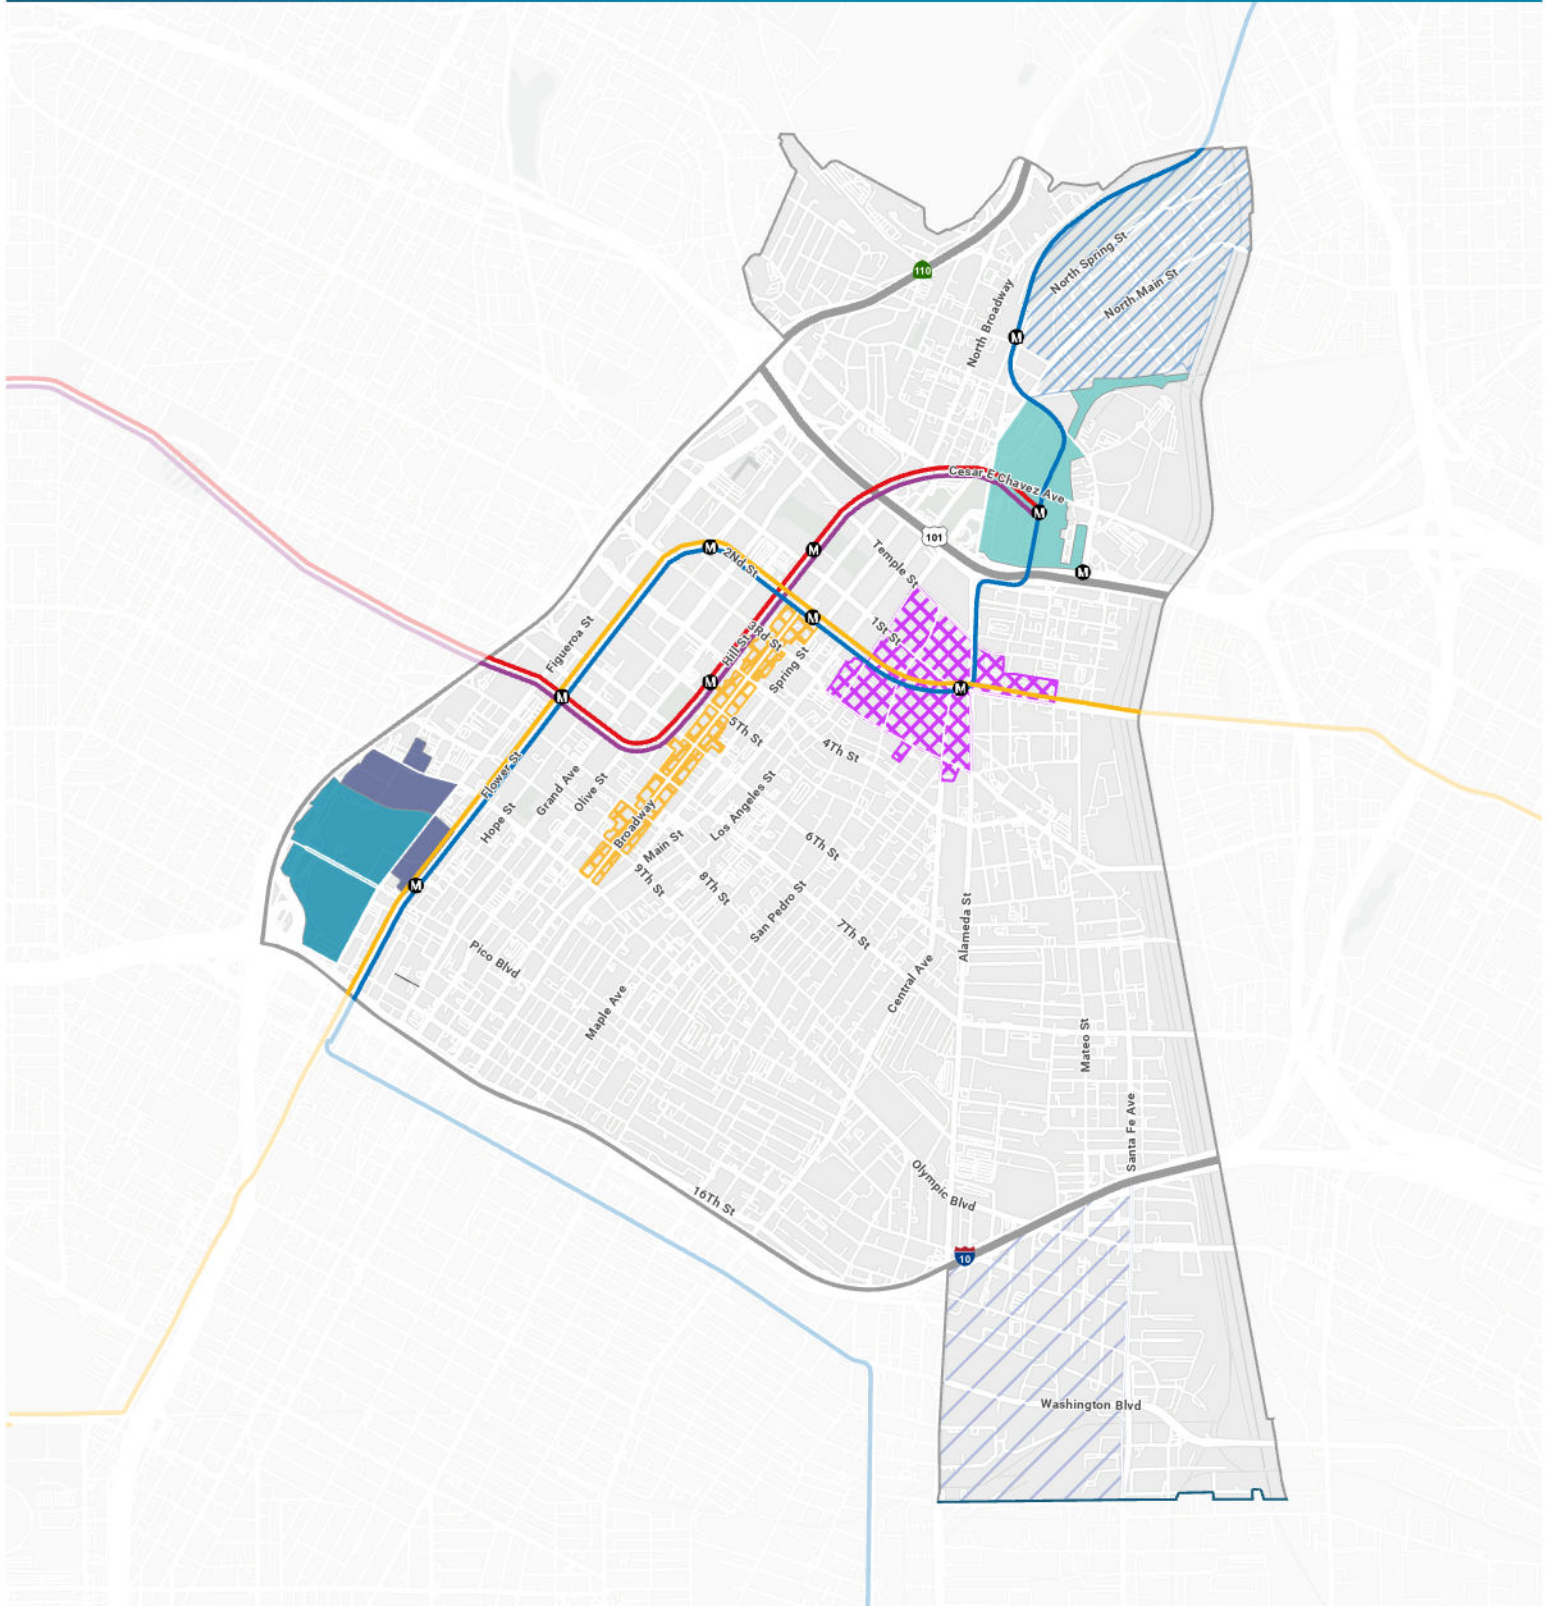 110
North Spring St
North Main St
North Broadway
M
Cesar E Chavez Ave
M
101
M
M
2Nd St
Temple St
M
M
1St St
3Rd St
Hill St
Figueroa St
Spring St
M
M
M
5Th St
4Th St
Flower St
Grand Ave
Olive St
Hope St
Broadway
Los Angeles St
Main St
6Th St
9Th St
8Th St
M
San Pedro St
7Th St
Alameda St
Pico Blvd
Central Ave
Maple Ave
Mateo St
Santa Fe Ave
16Th St
Olympic Blvd
10
Washington Blvd